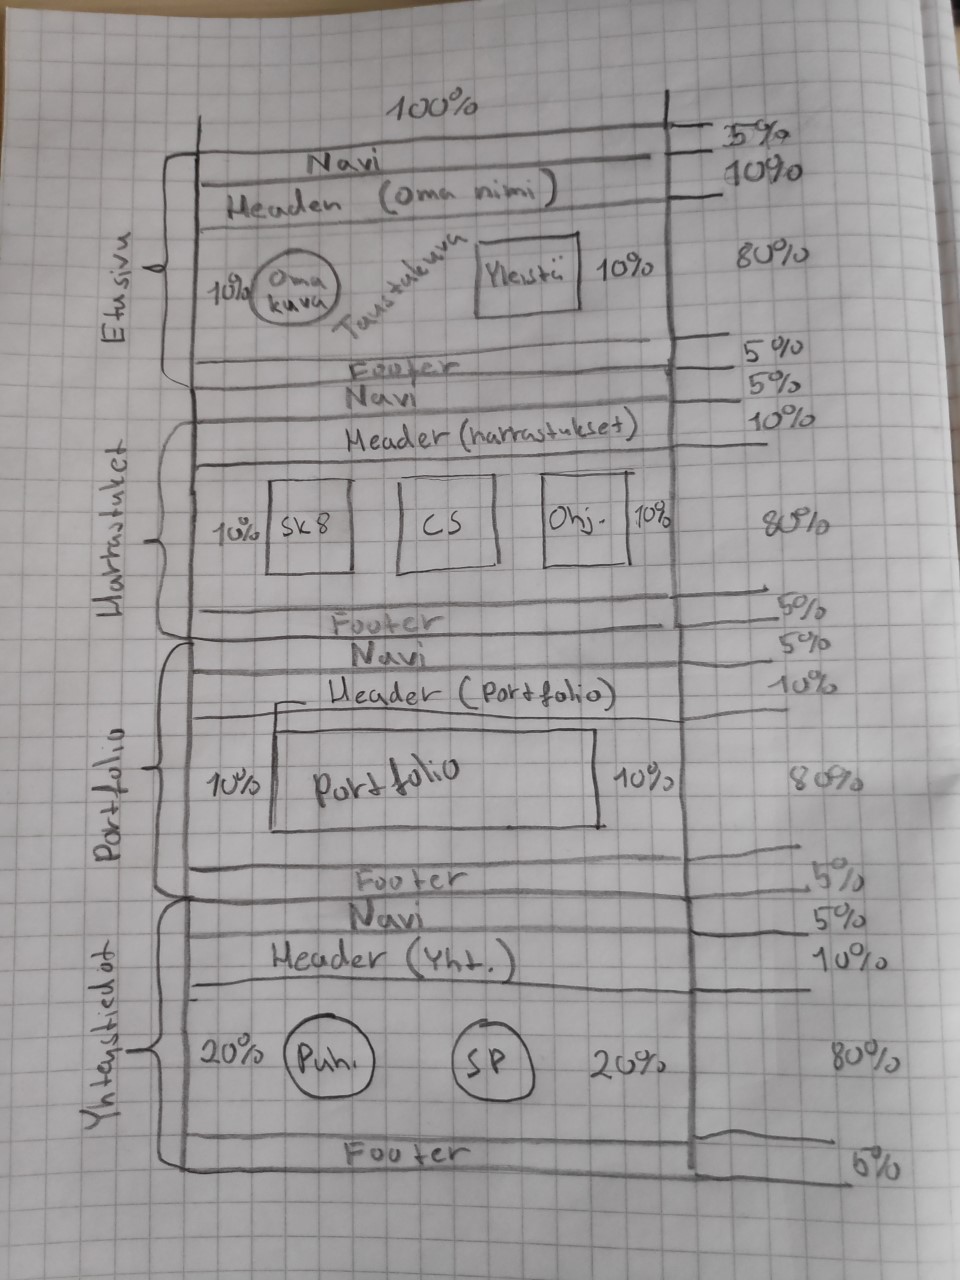 100%
Navi 5%
Header (Oma nimi) 10%
Etusivu
10% Oma kuva Taustakuva Yleistä 10% 80%
Footer 5%
Navi 5%
Header (harrastukset) 10%
Harrastuket
10% SK8 CS Ohj. 10% 80%
Footer 5%
Navi 5%
Header (Portfolio) 10%
Portfolio
10% Portfolio 10% 80%
Footer 5%
Navi 5%
Header (Yht.) 10%
Yhteystiedot
20% Puh. SP 20% 80%
Footer 5%